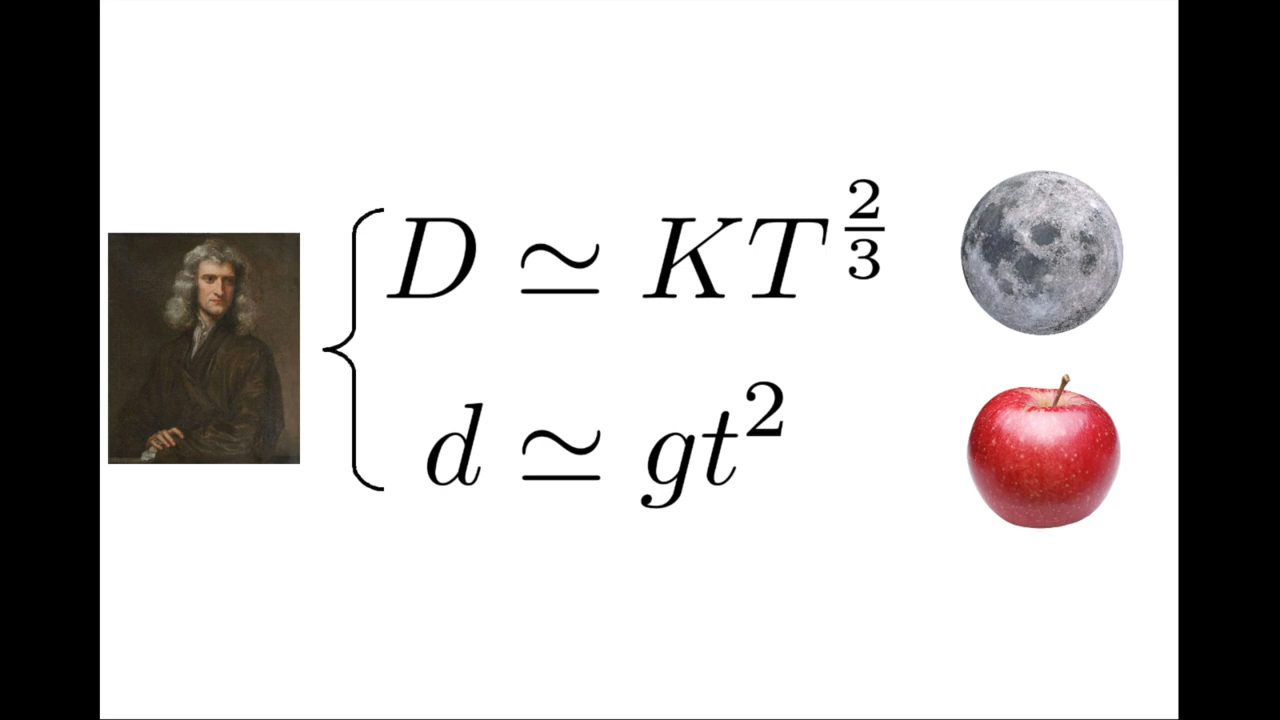 D ≃ KT^{2/3}
d ≃ gt^2